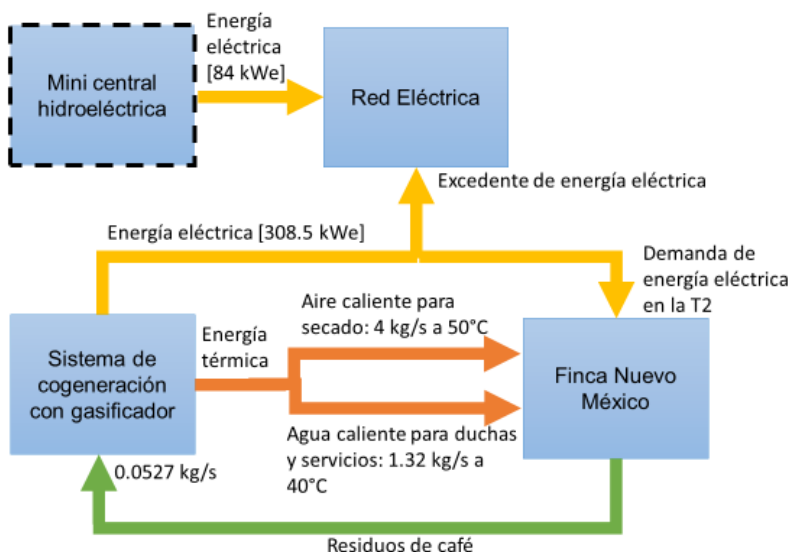 Mini central
hidroeléctrica
Energía
eléctrica
[84 kWe]
Red Eléctrica
Excedente de energía eléctrica
Energía eléctrica [308.5 kWe]
Demanda de
energía eléctrica
en la T2
Sistema de
cogeneración
con gasificador
Energía
térmica
Aire caliente para
secado: 4 kg/s a 50°C
Agua caliente para duchas
y servicios: 1.32 kg/s a
40°C
Finca Nuevo
México
0.0527 kg/s
Residuos de café